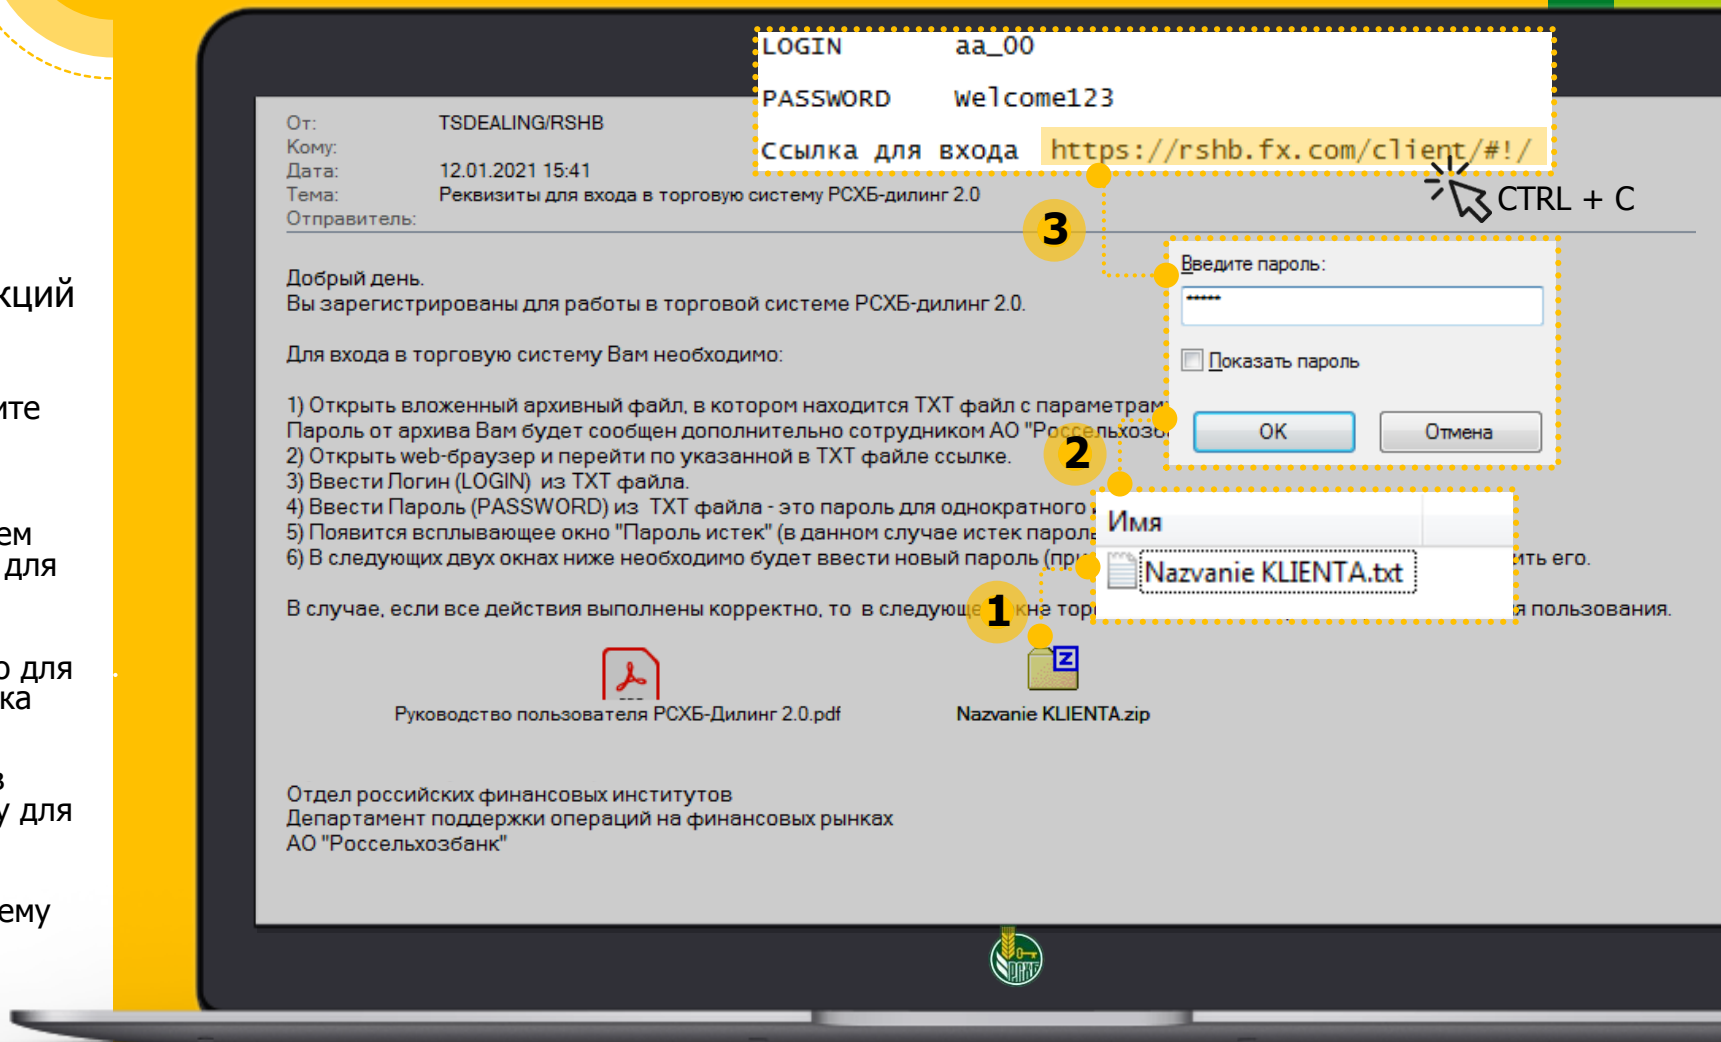 LOGIN aa_00
PASSWORD Welcome123
Ссылка для входа https://rshb.fx.com/client/#!/
CTRL + C
От: TSDEALING/RSHB
Кому:
Дата: 12.01.2021 15:41
Тема: Реквизиты для входа в торговую систему РСХБ-дилинг 2.0
Отправитель:
3
Введите пароль:
*****
Показать пароль
OK Отмена
2
Добрый день.
Вы зарегистрированы для работы в торговой системе РСХБ-дилинг 2.0.
Для входа в торговую систему Вам необходимо:
1) Открыть вложенный архивный файл, в котором находится TXT файл с параметрам
Пароль от архива Вам будет сообщен дополнительно сотрудником АО "Россельхозб
2) Открыть web-браузер и перейти по указанной в TXT файле ссылке.
3) Ввести Логин (LOGIN) из TXT файла.
4) Ввести Пароль (PASSWORD) из TXT файла - это пароль для однократного
5) Появится всплывающее окно "Пароль истек" (в данном случае истек пароль
6) В следующих двух окнах ниже необходимо будет ввести новый пароль (при ить его.
Имя
Nazvanie KLIENTA.txt
В случае, если все действия выполнены корректно, то в следующе кне тор я пользования.
1
Z
Руководство пользователя РСХБ-Дилинг 2.0.pdf
Nazvanie KLIENTA.zip
Отдел российских финансовых институтов
Департамент поддержки операций на финансовых рынках
АО "Россельхозбанк"
РСХБ
кций
ите
ем
для
о для
ка
в
у для
ему